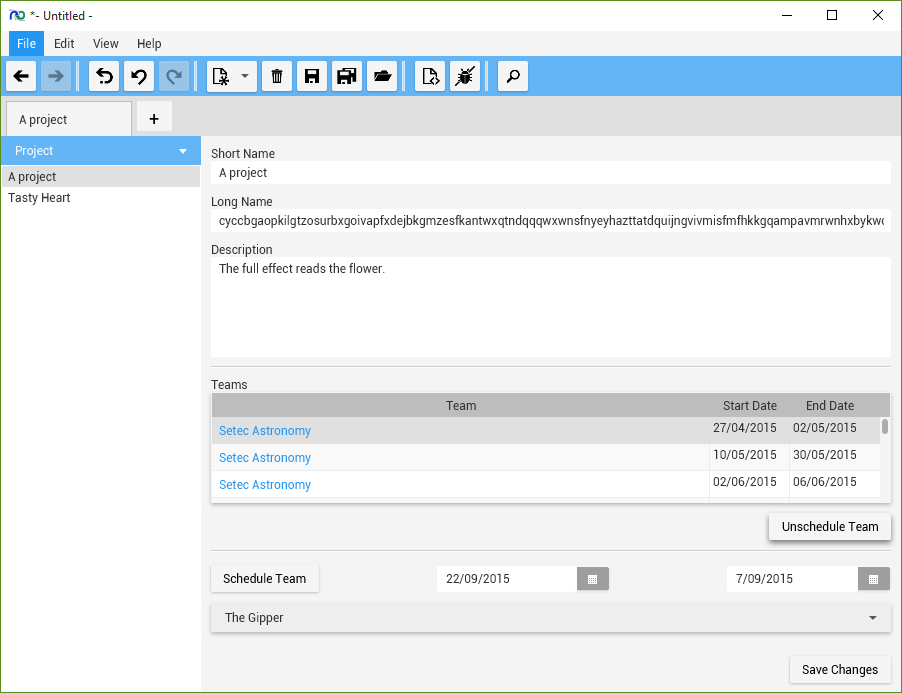 *- Untitled -
File Edit View Help
A project +
Project
A project
Tasty Heart
Short Name
A project
Long Name
cyccbgaopkilgtzosurbxgoivapfxdejbkgmzesfkantwxqtndqqqwxwnsfnyeyhazttatdquijngvivmisfmfhkkgqampavmrwnhxbykwc
Description
The full effect reads the flower.
Teams
Team Start Date End Date
Setec Astronomy 27/04/2015 02/05/2015
Setec Astronomy 10/05/2015 30/05/2015
Setec Astronomy 02/06/2015 06/06/2015
Unschedule Team
Schedule Team 22/09/2015 7/09/2015
The Gipper
Save Changes